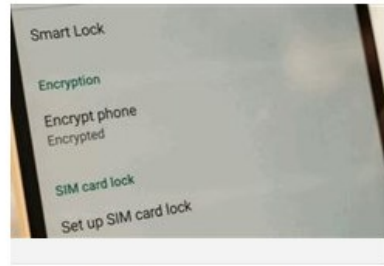 Smart Lock
Encryption
Encrypt phone
Encrypted
SIM card lock
Set up SIM card lock